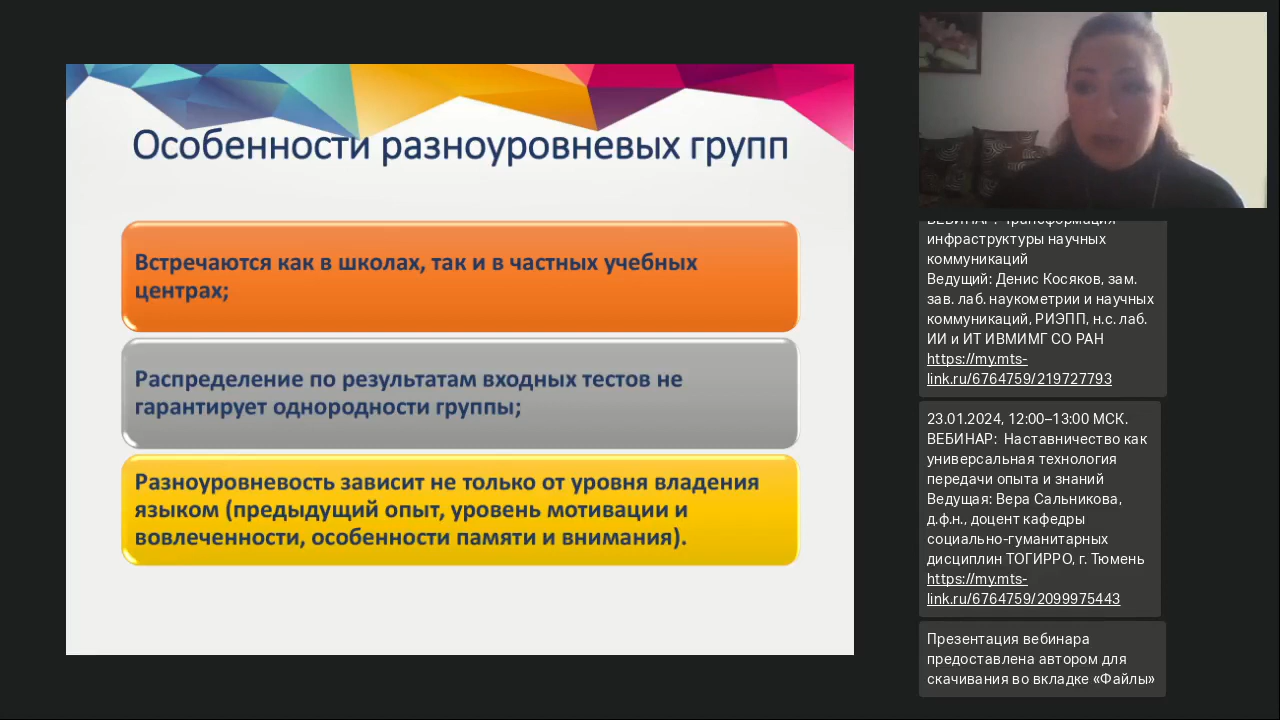 Особенности разноуровневых групп
Встречаются как в школах, так и в частных учебных
центрах;
Распределение по результатам входных тестов не
гарантирует однородности группы;
Разноуровневость зависит не только от уровня владения
языком (предыдущий опыт, уровень мотивации и
вовлеченности, особенности памяти и внимания).
ВЕБИНАР: Трансформация
инфраструктуры научных
коммуникаций
Ведущий: Денис Косяков, зам.
зав. лаб. наукометрии и научных
коммуникаций, РИЭПП, н.с. лаб.
ИИ и ИТ ИВМИМГ СО РАН
https://my.mts-
link.ru/6764759/219727793
23.01.2024, 12:00–13:00 МСК.
ВЕБИНАР: Наставничество как
универсальная технология
передачи опыта и знаний
Ведущая: Вера Сальникова,
д.ф.н., доцент кафедры
социально-гуманитарных
дисциплин ТОГИРРО, г. Тюмень
https://my.mts-
link.ru/6764759/2099975443
Презентация вебинара
предоставлена автором для
скачивания во вкладке «Файлы»